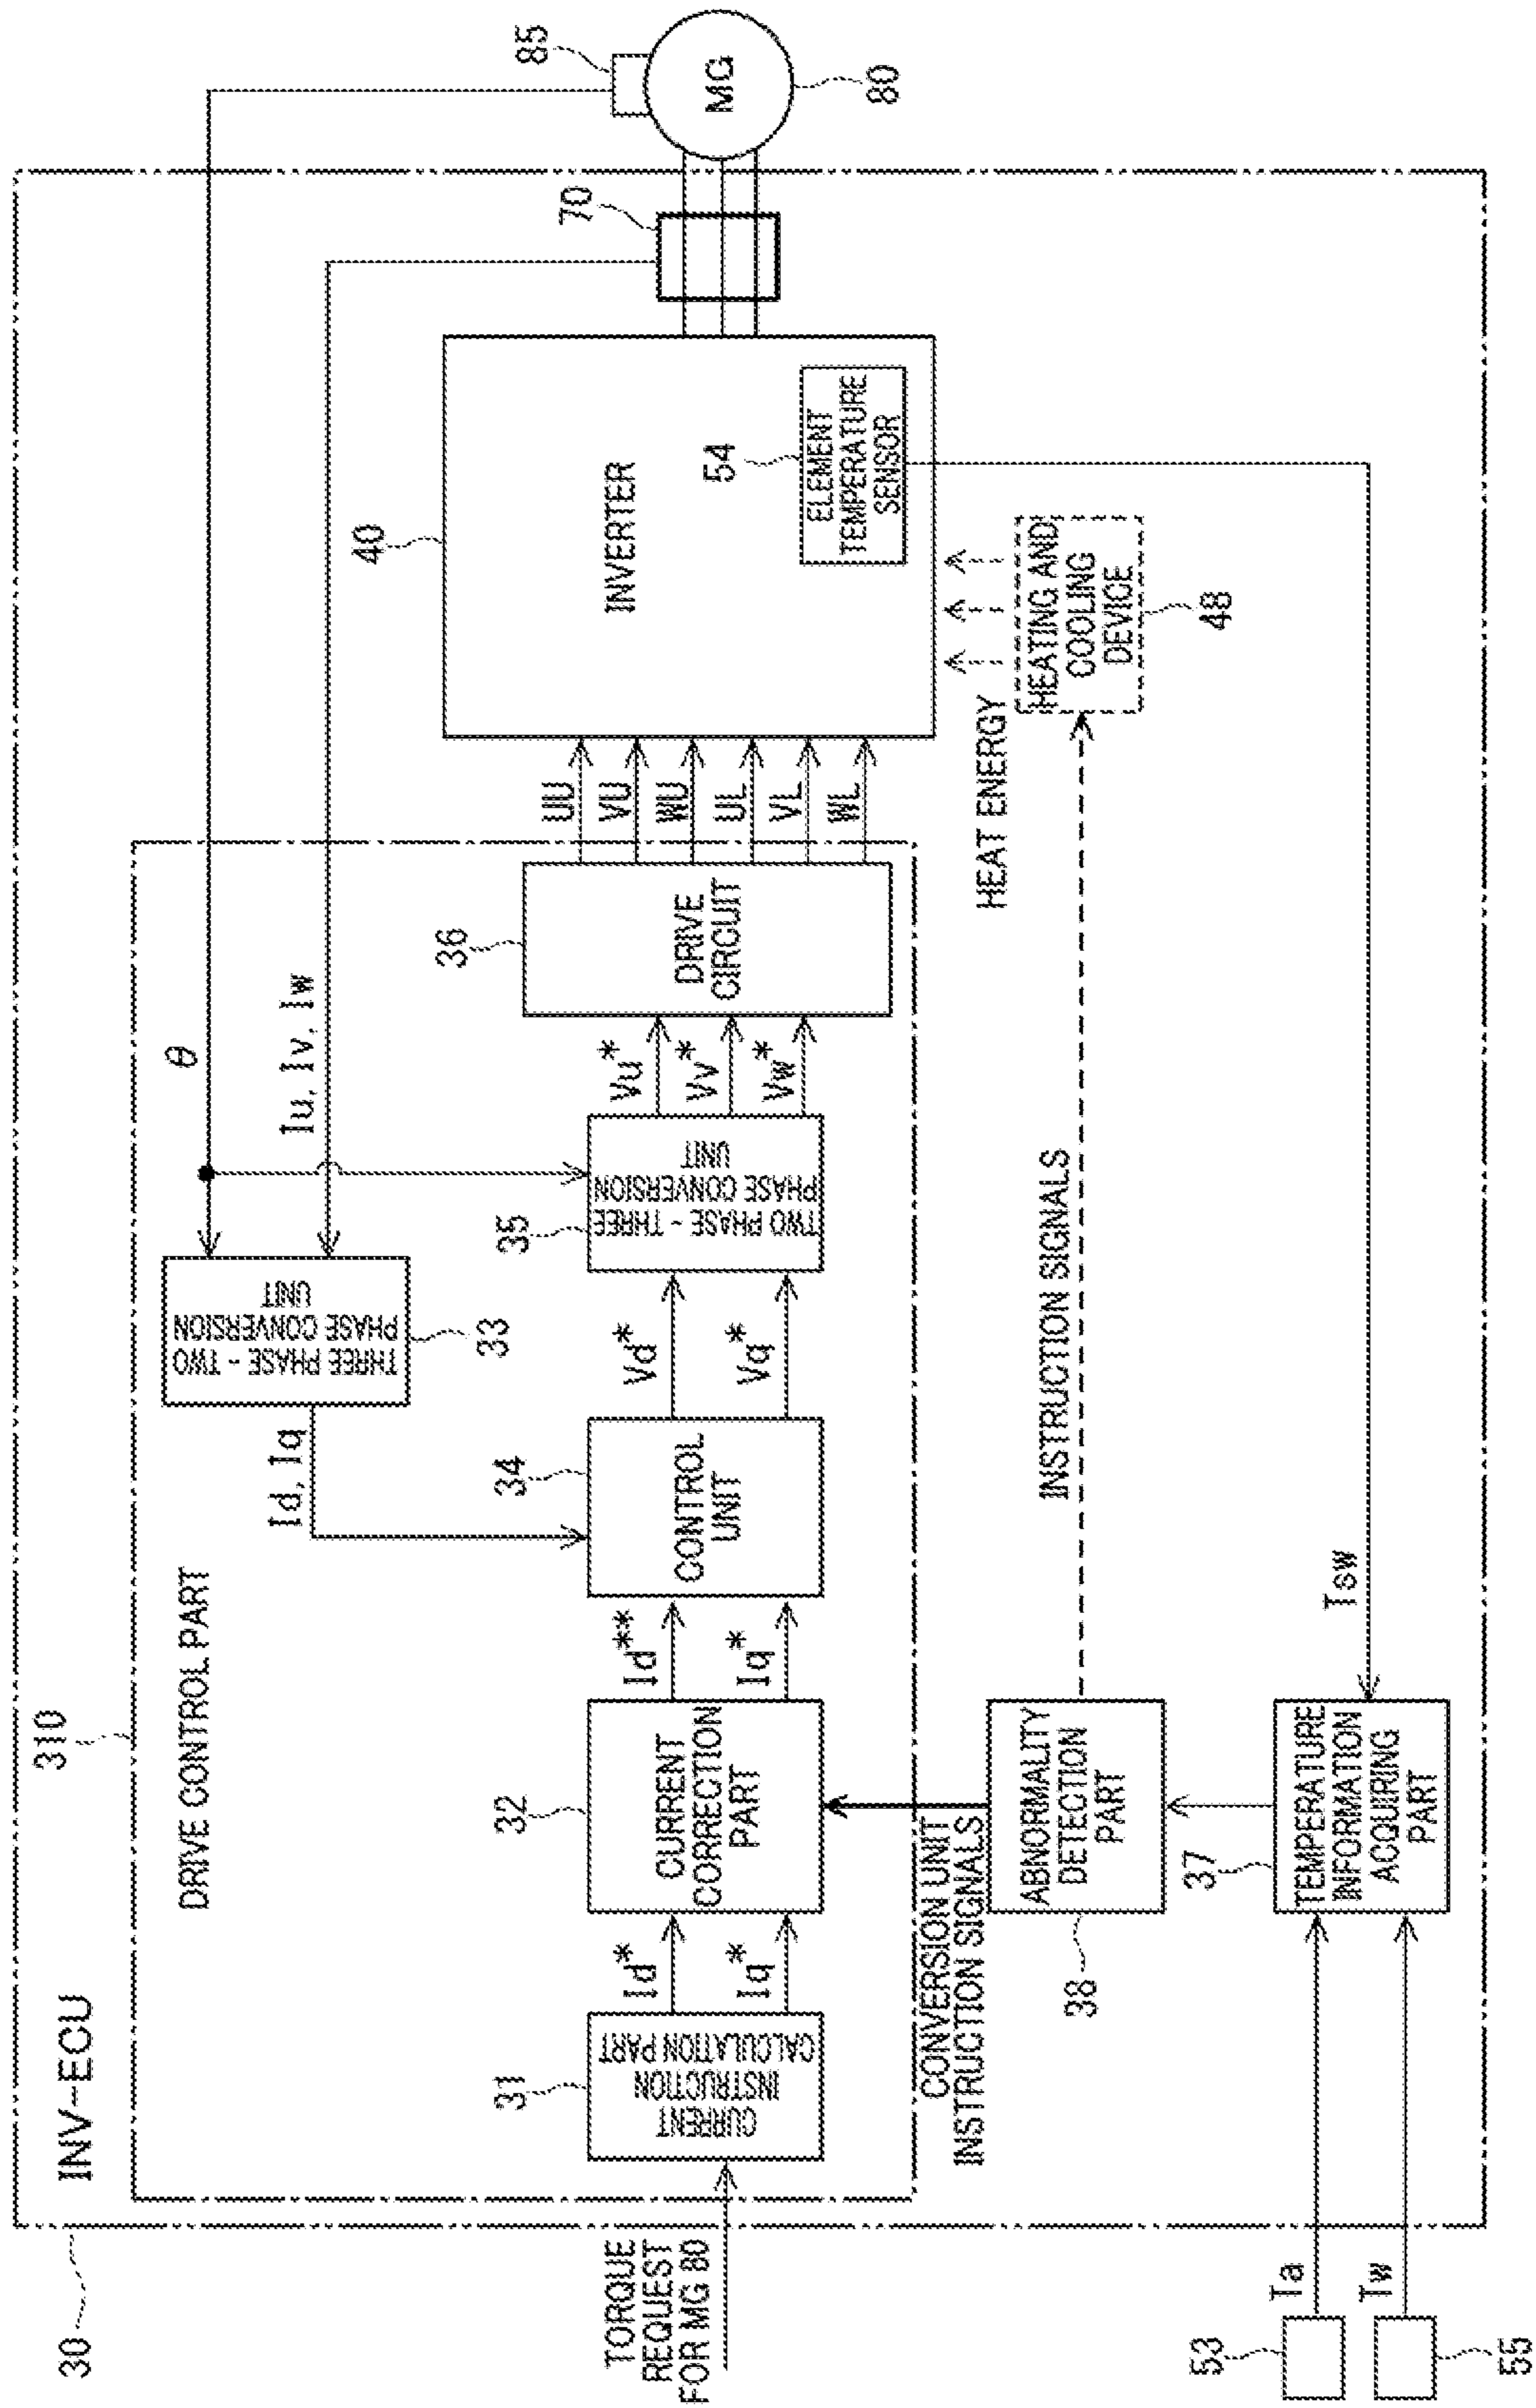 30
INV-ECU
310
DRIVE CONTROL PART
TORQUE
REQUEST
FOR MG 80
31
CURRENT
INSTRUCTION
CALCULATION PART
Id*
Iq*
32
CURRENT
CORRECTION
PART
Id**
Iq*
34
CONTROL
UNIT
Id, Iq
THREE PHASE - TWO
PHASE CONVERSION
UNIT
33
Vd*
Vq*
35
TWO PHASE - THREE
PHASE CONVERSION
UNIT
θ
Iu, Iv, Iw
Vu*
Vv*
Vw*
36
DRIVE
CIRCUIT
UU
VU
WU
UL
VL
WL
40
INVERTER
54
ELEMENT
TEMPERATURE
SENSOR
70
85
MG
80
CONVERSION UNIT
INSTRUCTION SIGNALS
ABNORMALITY
DETECTION
PART
38
INSTRUCTION SIGNALS
HEAT ENERGY
HEATING AND
COOLING
DEVICE
48
37
TEMPERATURE
INFORMATION
ACQUIRING
PART
Tsw
53
Ta
55
Tw